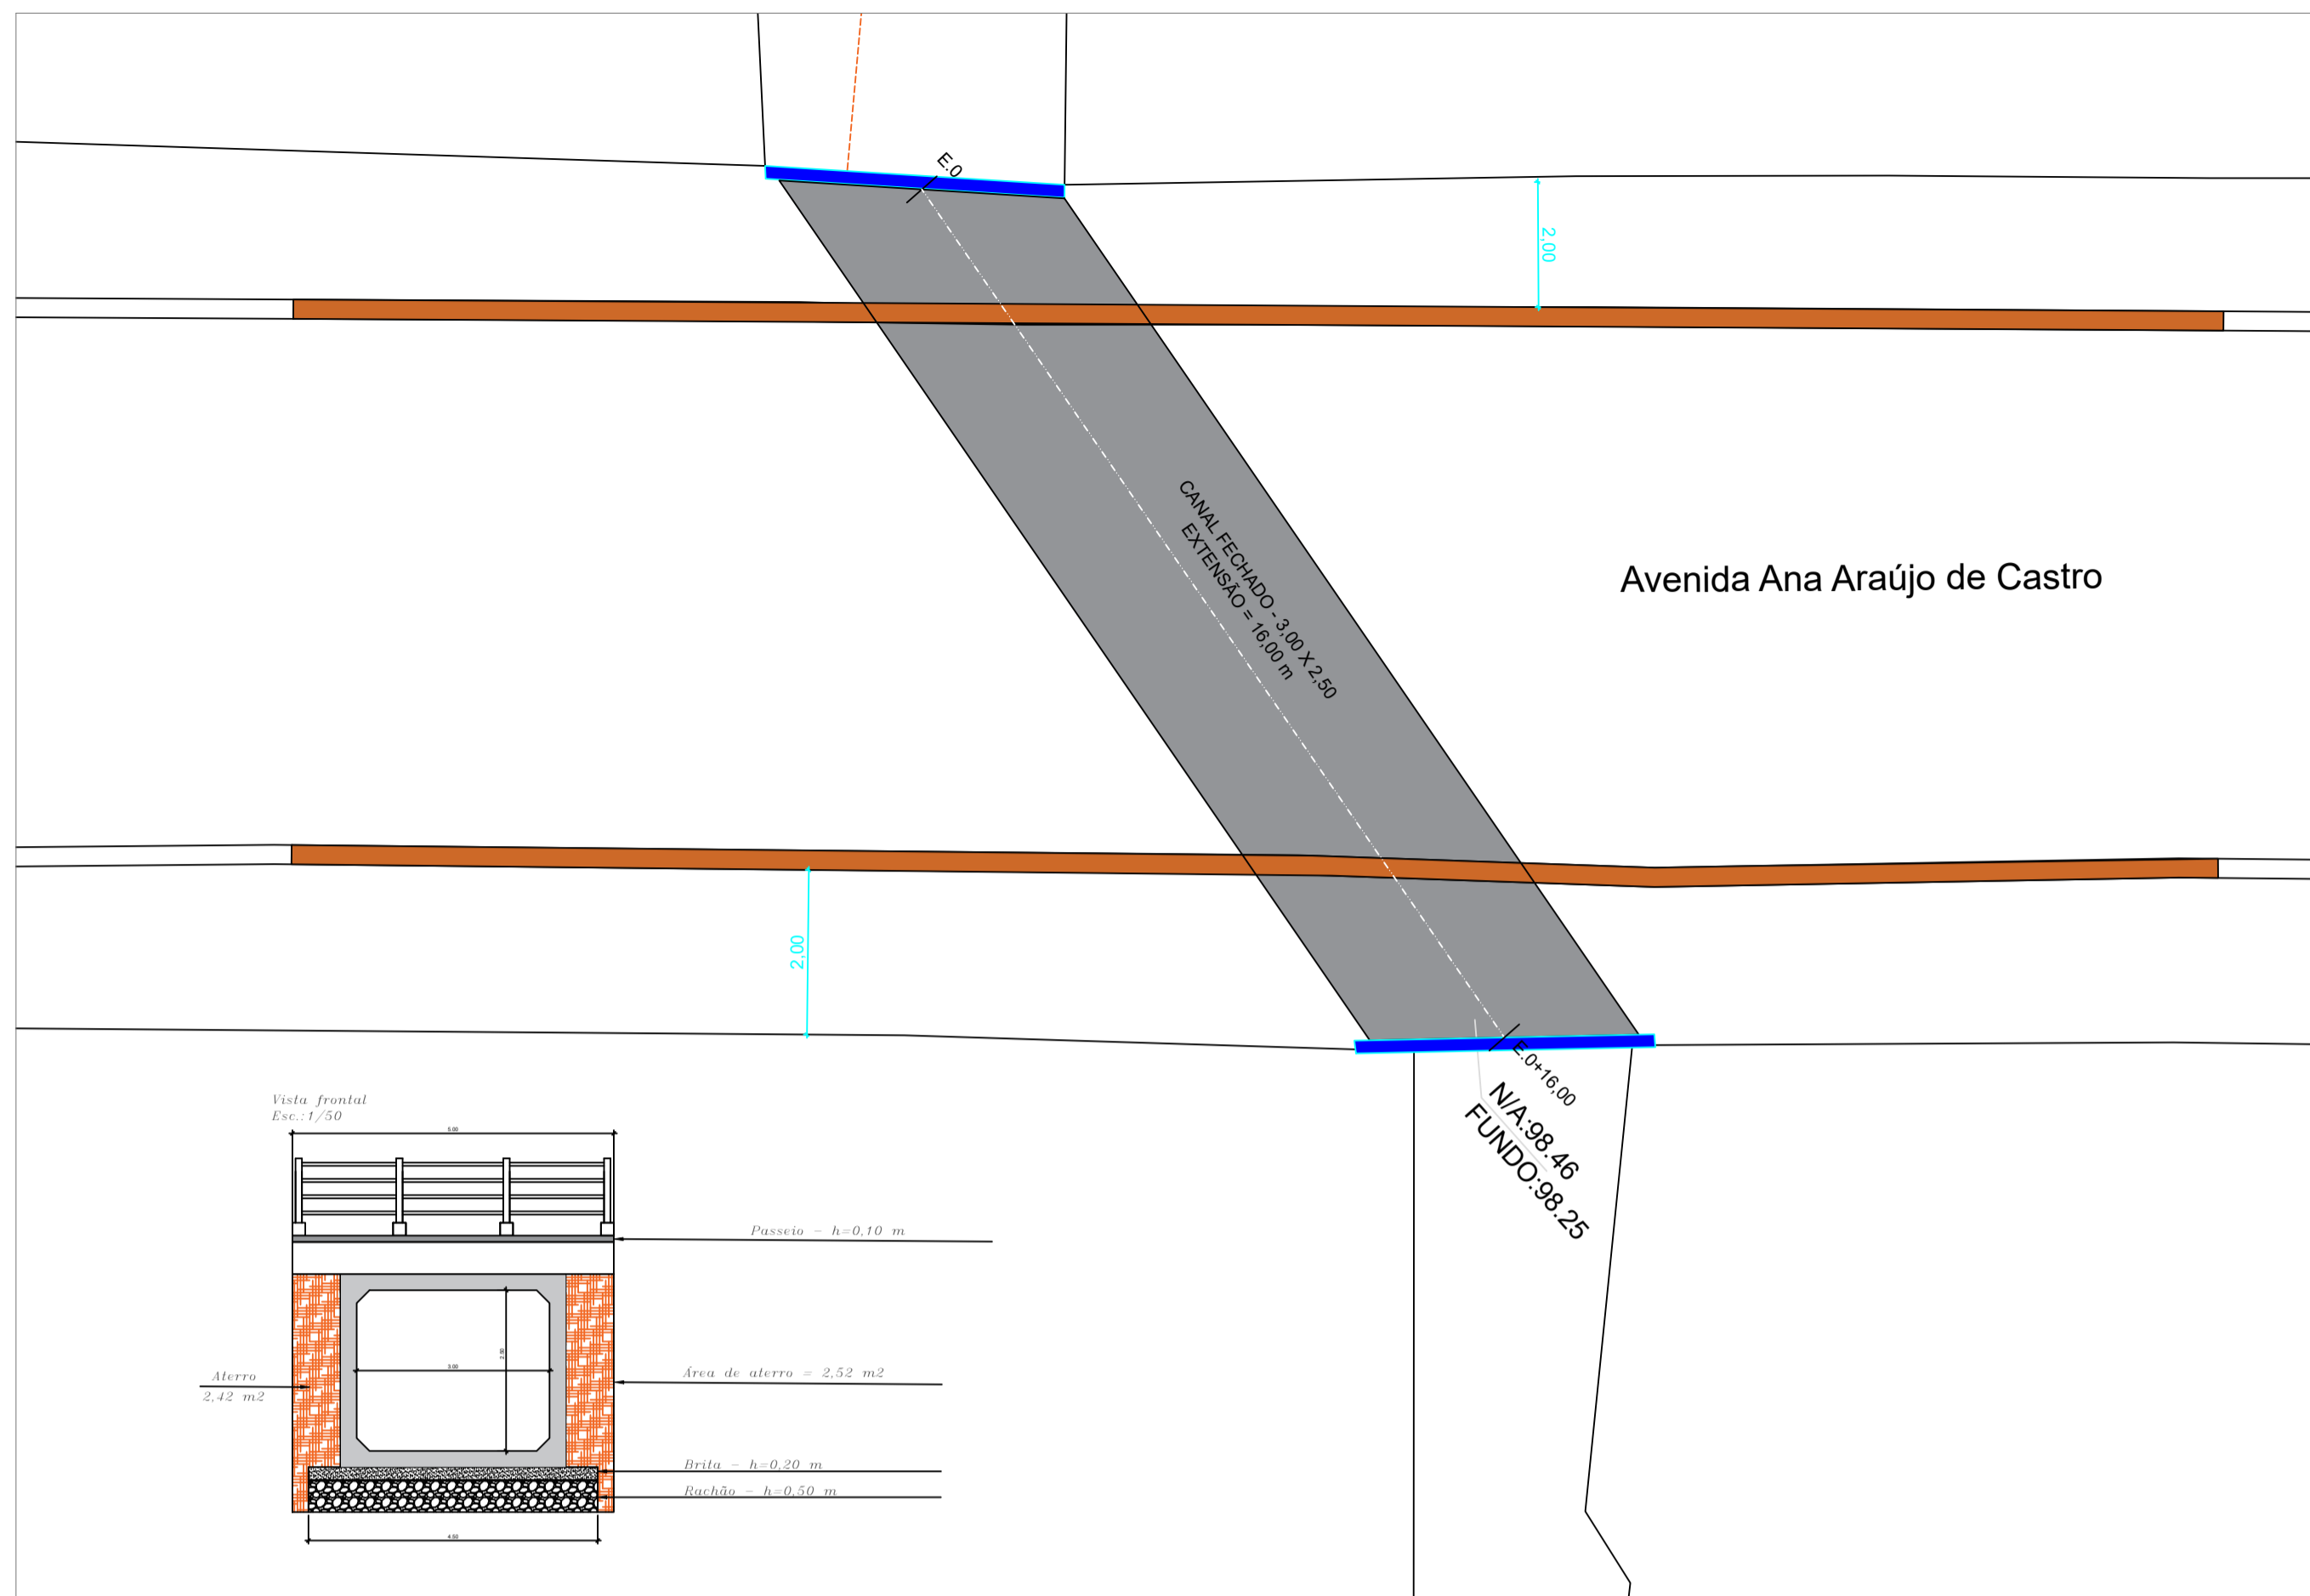 E.0
2,00
CANAL FECHADO - 3,00 X 2,50
EXTENSÃO = 16,00 m
Avenida Ana Araújo de Castro
2,00
E.0+16,00
N/A:98.46
FUNDO:98.25
Vista frontal
Esc.:1/50
5.00
Passeio - h=0,10 m
Aterro
2,42 m2
3.00
2.50
Área de aterro = 2,52 m2
Brita - h=0,20 m
Rachão - h=0,50 m
4.50